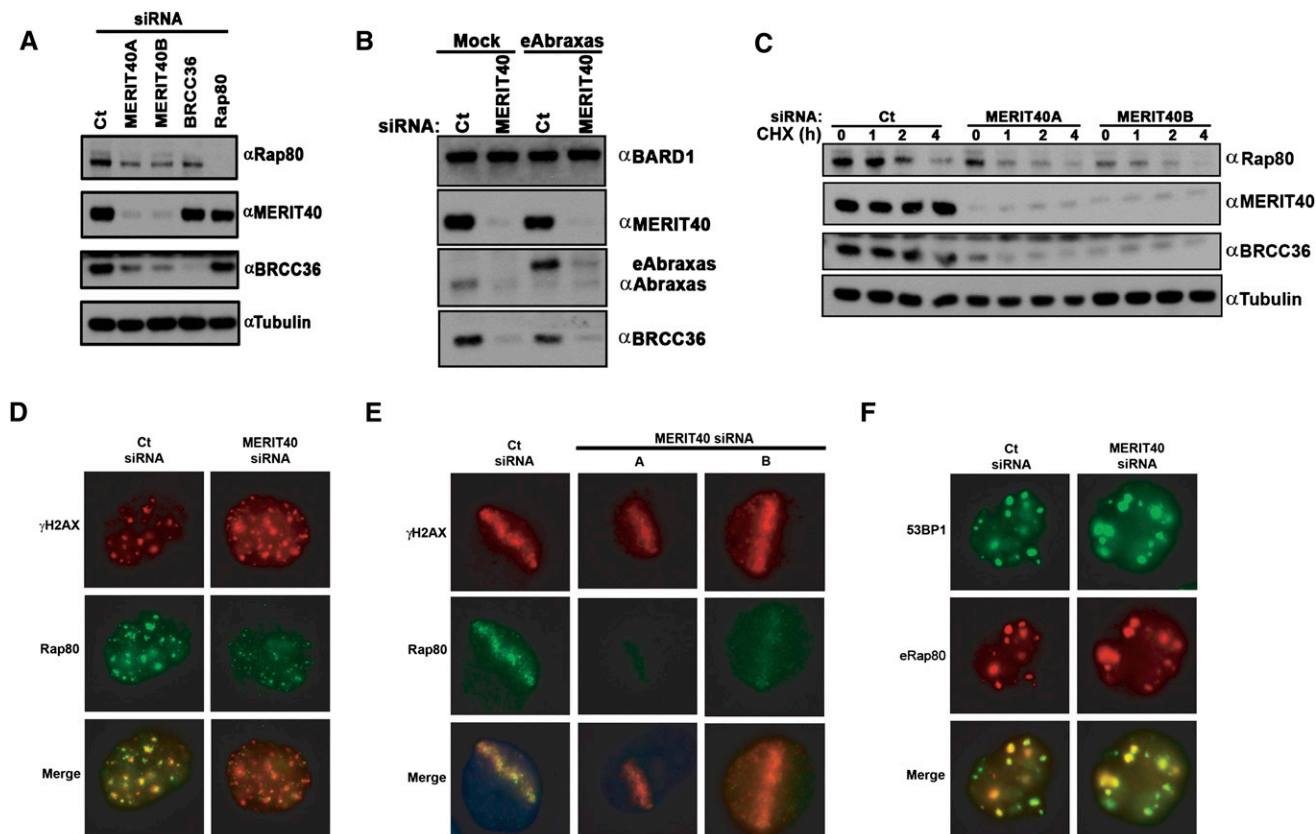 A
siRNA
Ct
MERIT40A
MERIT40B
BRCC36
Rap80
αRap80
αMERIT40
αBRCC36
αTubulin
B
Mock eAbraxas
siRNA: Ct MERIT40 Ct MERIT40
αBARD1
αMERIT40
eAbraxas
αAbraxas
αBRCC36
C
siRNA: Ct MERIT40A MERIT40B
CHX (h) 0 1 2 4 0 1 2 4 0 1 2 4
αRap80
αMERIT40
αBRCC36
αTubulin
D
Ct siRNA
MERIT40 siRNA
γH2AX
Rap80
Merge
E
Ct siRNA
MERIT40 siRNA
A B
γH2AX
Rap80
Merge
F
Ct siRNA
MERIT40 siRNA
53BP1
eRap80
Merge